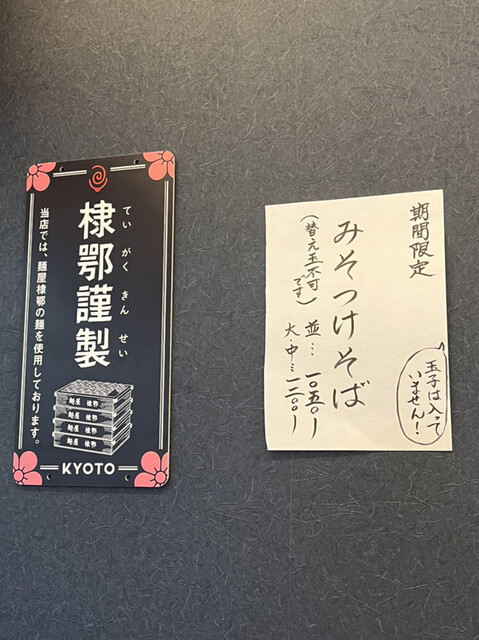 棣鄂謹製
てい がく きん せい
当店では、麺屋棣鄂の麺を使用しております。
麺屋 棣鄂
麺屋 棣鄂
麺屋 棣鄂
麺屋 棣鄂
KYOTO
期間限定
みそつけそば
(替え玉不可です)
並… 一〇五〇ー
大・中…一二〇〇ー
玉子は入って
いません!